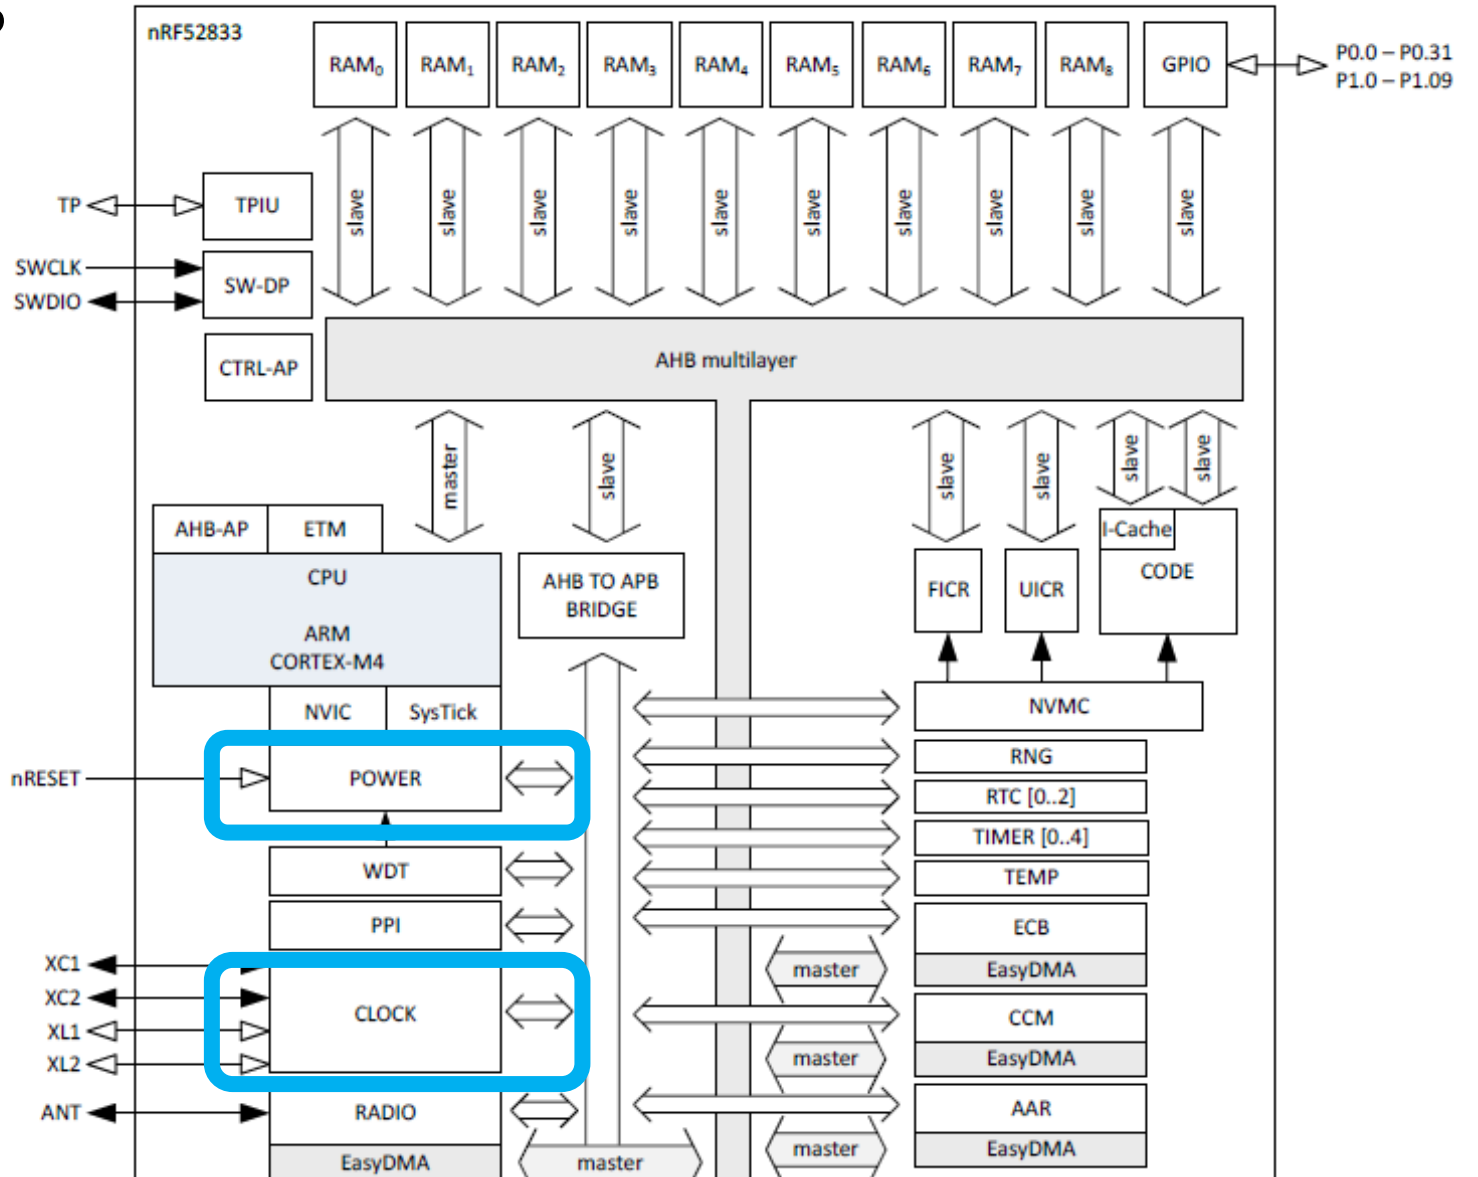 nRF52833
RAM₀ RAM₁ RAM₂ RAM₃ RAM₄ RAM₅ RAM₆ RAM₇ RAM₈ GPIO
P0.0 – P0.31
P1.0 – P1.09
slave slave slave slave slave slave slave slave slave slave
TP TPIU
SWCLK
SW-DP
SWDIO
CTRL-AP
AHB multilayer
master slave slave slave slave slave
AHB-AP ETM
I-Cache
CPU
AHB TO APB
BRIDGE
FICR UICR CODE
ARM
CORTEX-M4
NVIC SysTick
NVMC
nRESET POWER
RNG
RTC [0..2]
TIMER [0..4]
WDT
TEMP
PPI
ECB
XC1
master EasyDMA
XC2
CLOCK
CCM
XL1
XL2
master EasyDMA
ANT RADIO
AAR
EasyDMA master
master EasyDMA